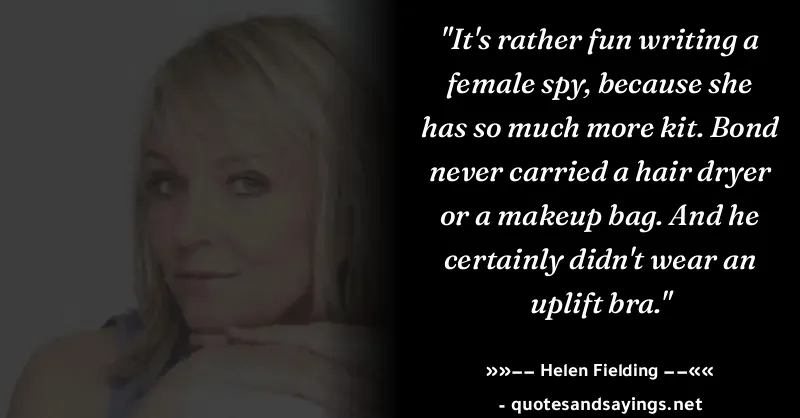 "It's rather fun writing a
female spy, because she
has so much more kit. Bond
never carried a hair dryer
or a makeup bag. And he
certainly didn't wear an
uplift bra."
»»−− Helen Fielding −−««
- quotesandsayings.net